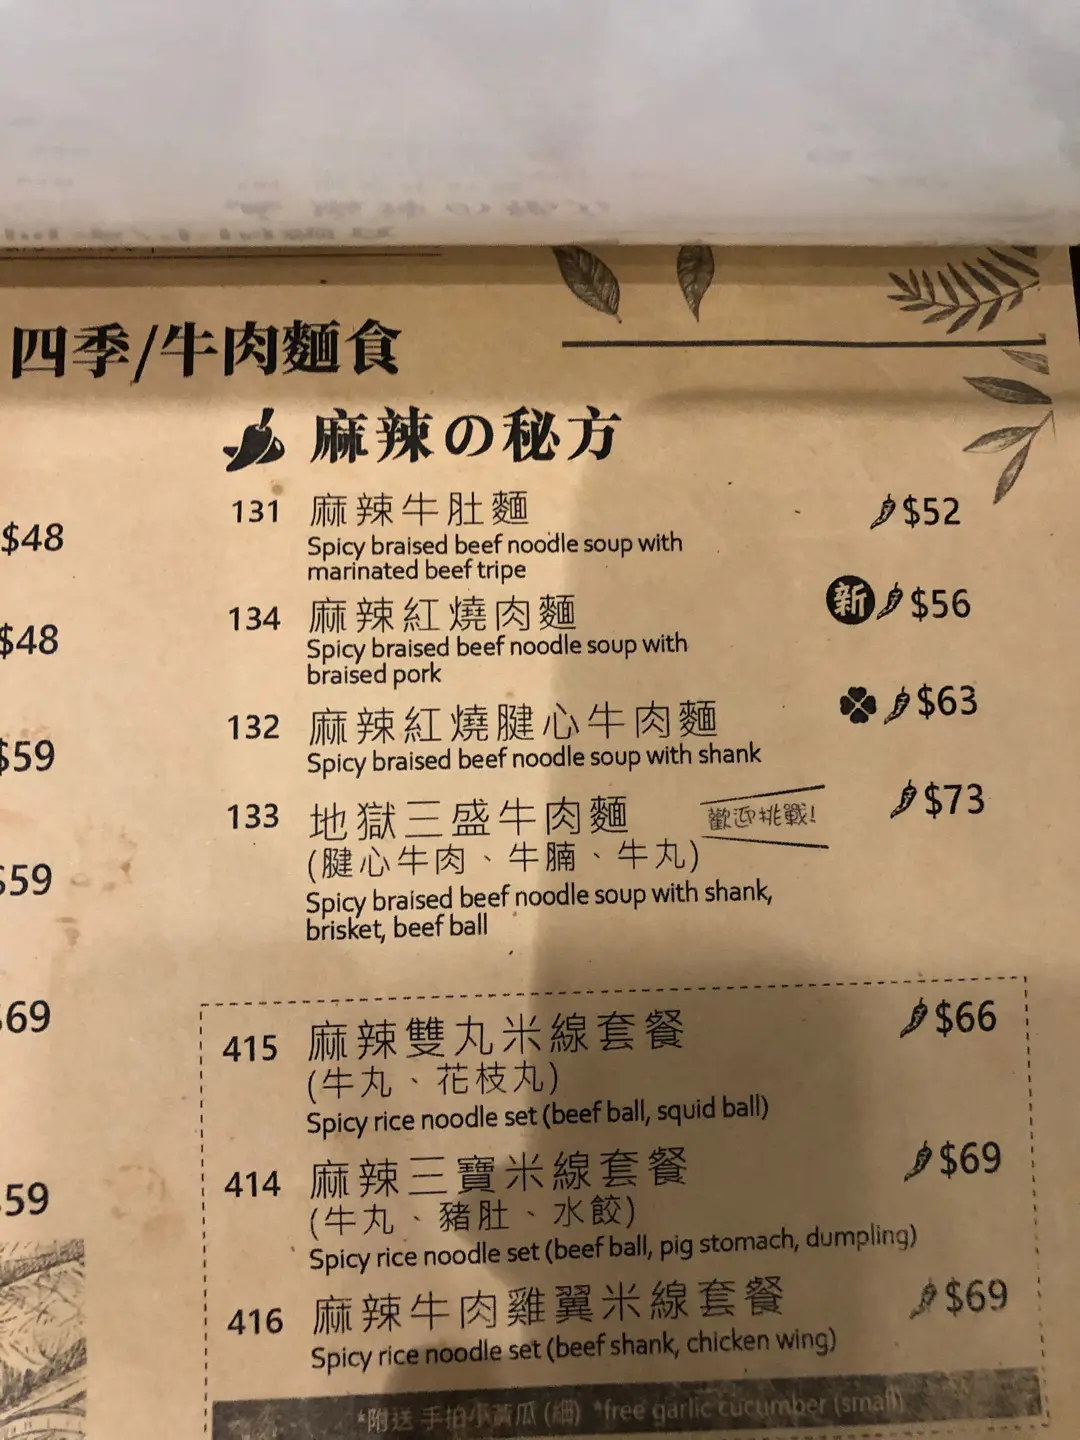 四季/牛肉麵食
麻辣の秘方
131 麻辣牛肚麵 $52
Spicy braised beef noodle soup with
marinated beef tripe
134 麻辣紅燒肉麵 新 $56
Spicy braised beef noodle soup with
braised pork
132 麻辣紅燒腱心牛肉麵 $63
Spicy braised beef noodle soup with shank
133 地獄三盛牛肉麵 歡迎挑戰! $73
(腱心牛肉、牛腩、牛丸)
Spicy braised beef noodle soup with shank,
brisket, beef ball
415 麻辣雙丸米線套餐 $66
(牛丸、花枝丸)
Spicy rice noodle set (beef ball, squid ball)
414 麻辣三寶米線套餐 $69
(牛丸、豬肚、水餃)
Spicy rice noodle set (beef ball, pig stomach, dumpling)
416 麻辣牛肉雞翼米線套餐 $69
Spicy rice noodle set (beef shank, chicken wing)
*附送 手拍小黃瓜 (細) *free garlic cucumber (small)
$48
$48
$59
$59
69
59